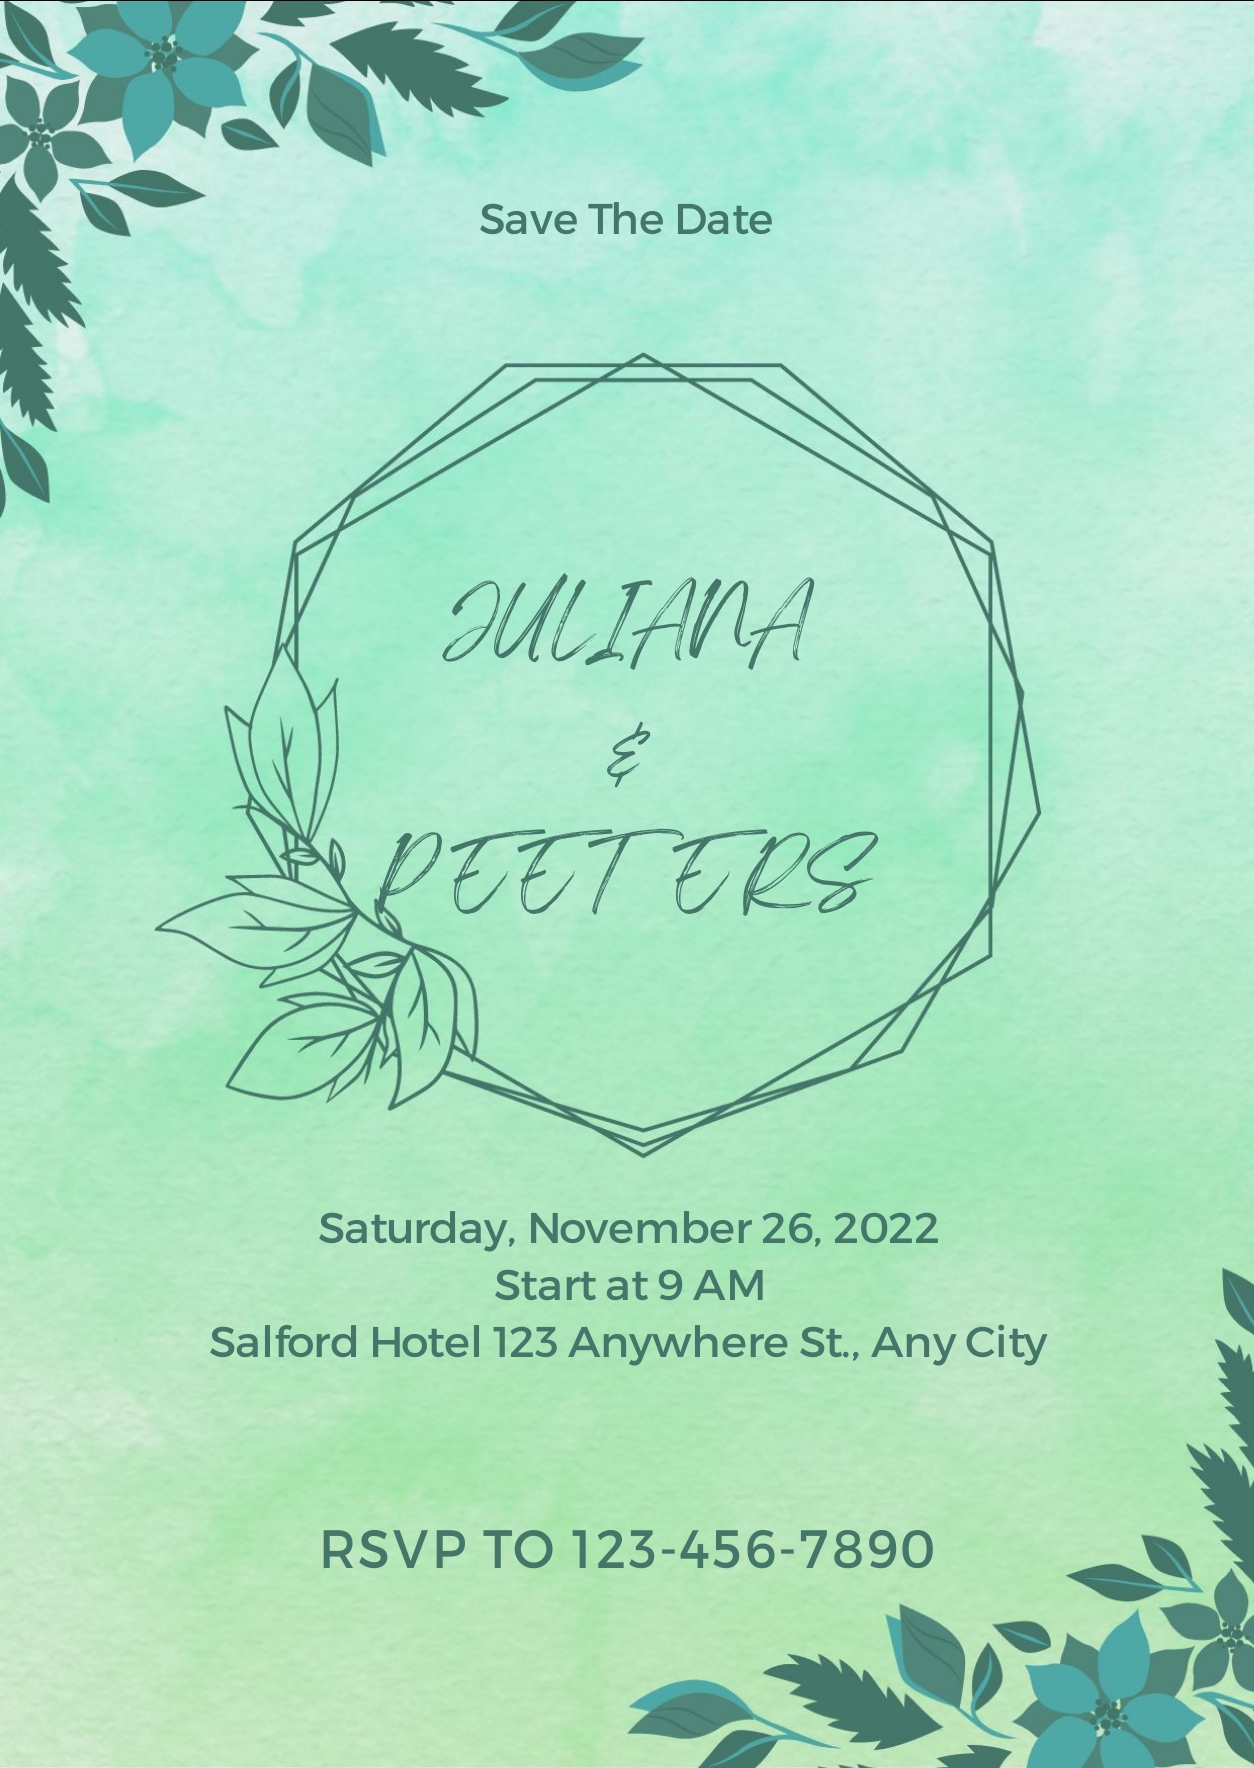 Save The Date
JULIANA
&
PEETERS
Saturday, November 26, 2022
Start at 9 AM
Salford Hotel 123 Anywhere St., Any City
RSVP TO 123-456-7890